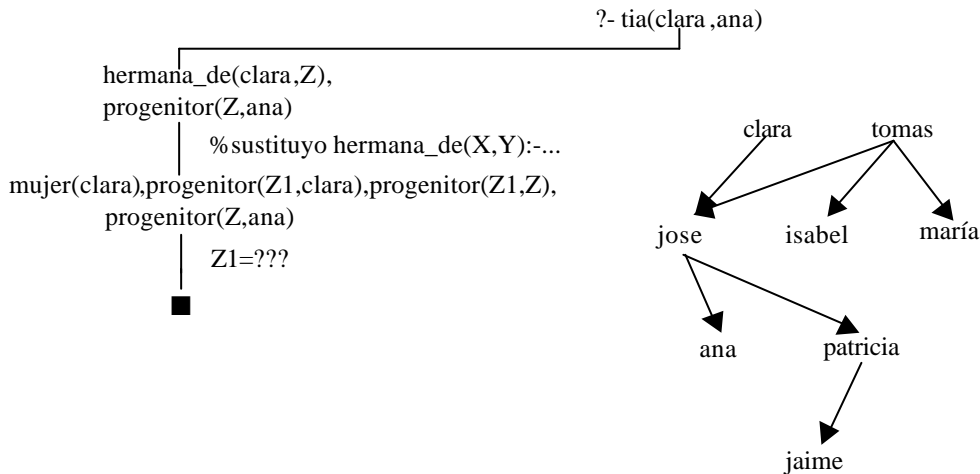 ?- tia(clara,ana)
hermana_de(clara,Z),
progenitor(Z,ana)
%sustituyo hermana_de(X,Y):-...
mujer(clara),progenitor(Z1,clara),progenitor(Z1,Z),
progenitor(Z,ana)
Z1=???
clara
tomas
jose
isabel
maría
ana
patricia
jaime